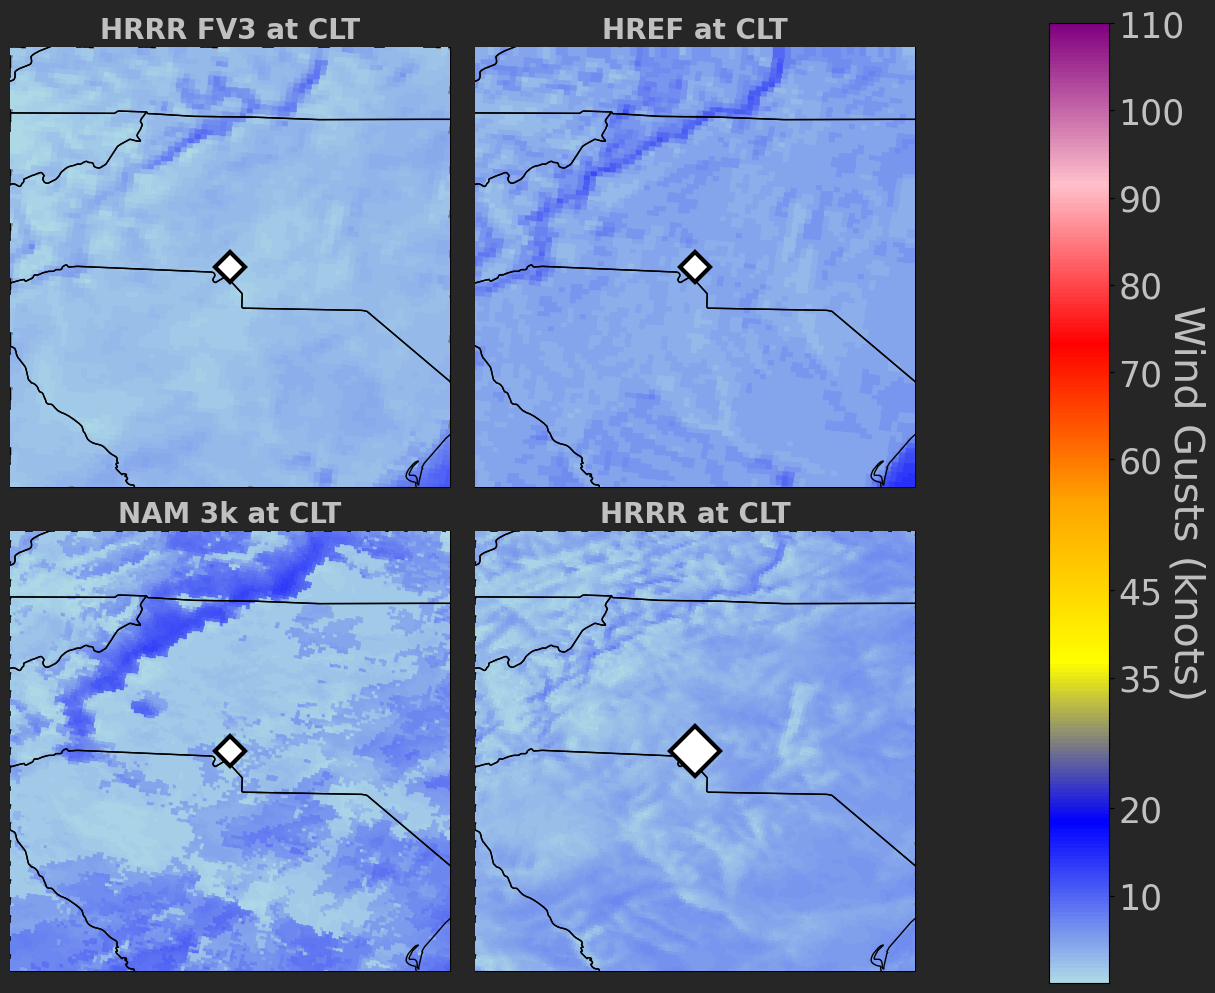 HRRR FV3 at CLT
HREF at CLT
NAM 3k at CLT
HRRR at CLT
110
100
90
80
70
60
45
35
20
10
Wind Gusts (knots)